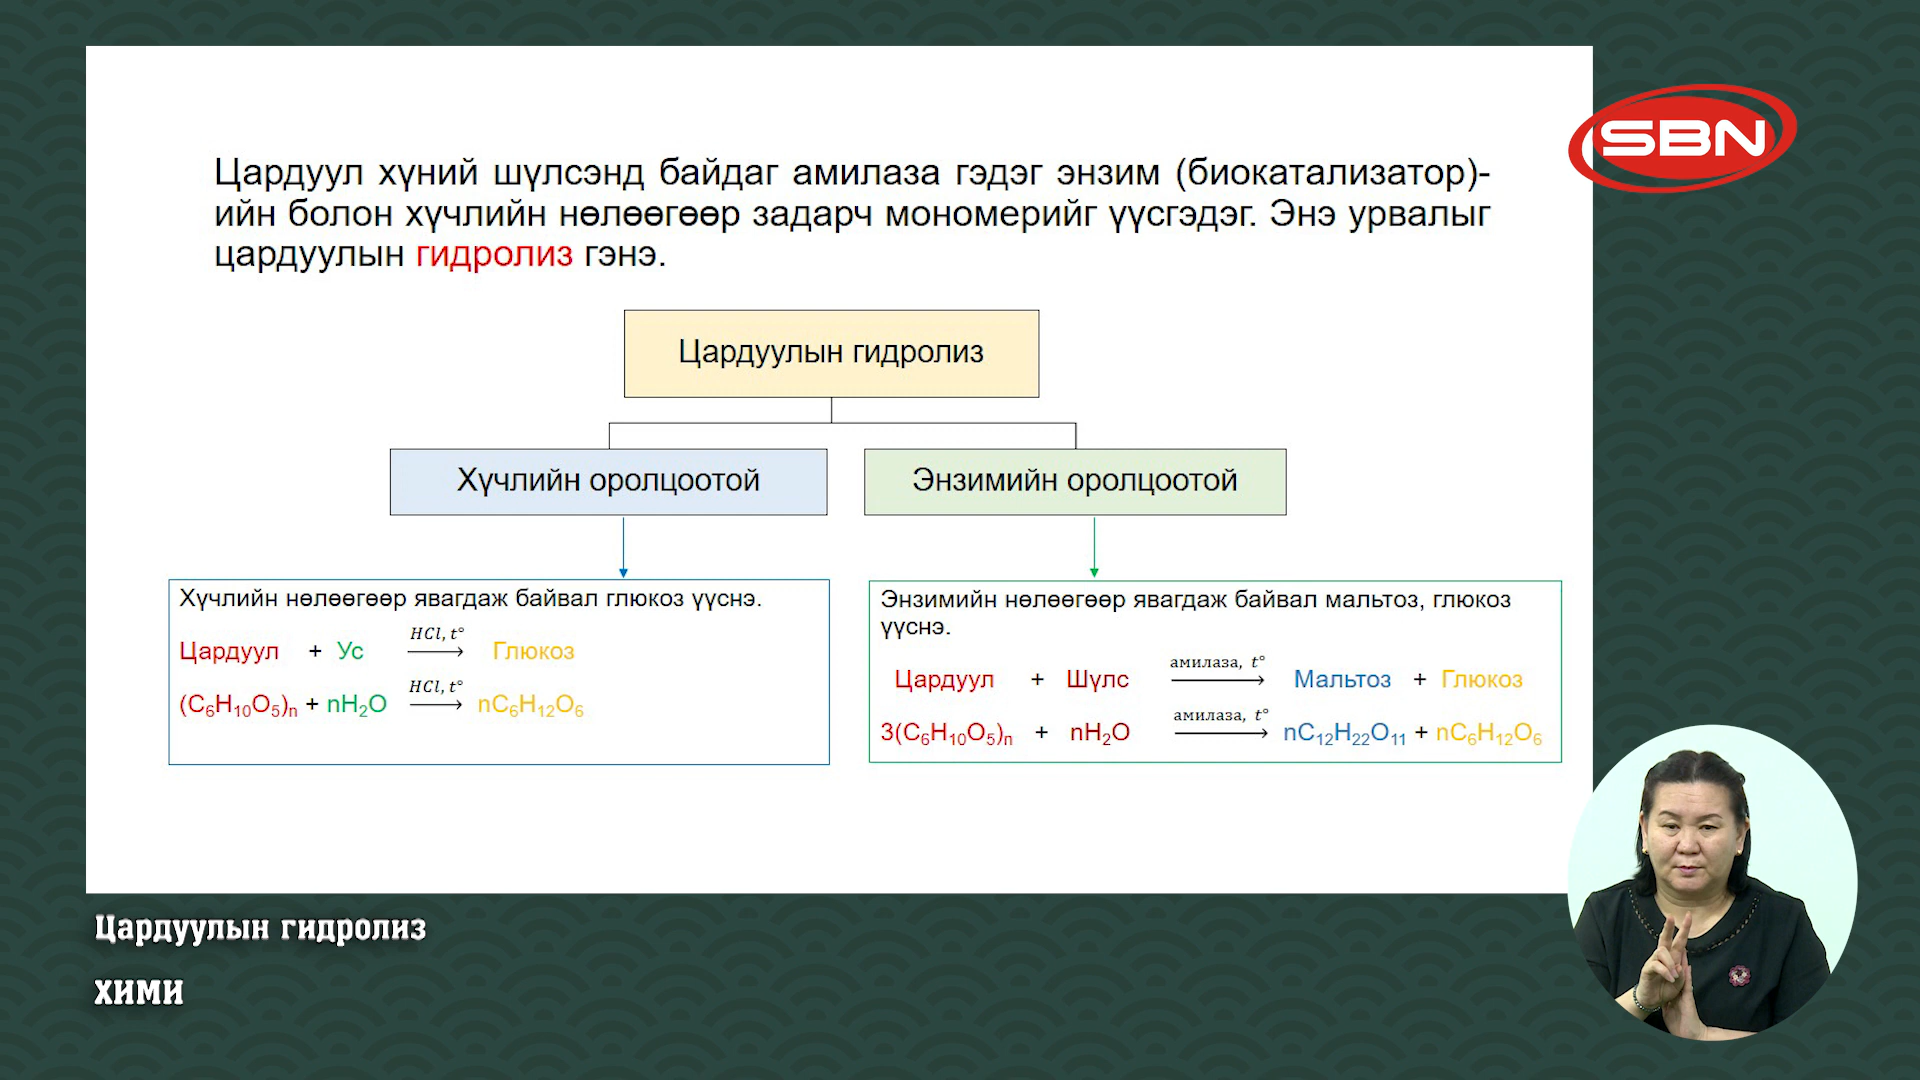 SBN
Цардуул хүний шүлсэнд байдаг амилаза гэдэг энзим (биокатализатор)-
ийн болон хүчлийн нөлөөгөөр задарч мономерийг үүсгэдэг. Энэ урвалыг
цардуулын гидролиз гэнэ.
Цардуулын гидролиз
Хүчлийн оролцоотой
Энзимийн оролцоотой
Хүчлийн нөлөөгөөр явагдаж байвал глюкоз үүснэ.
HCl, t°
Цардуул + Ус ⟶ Глюкоз
HCl, t°
(C₆H₁₀O₅)ₙ + nH₂O ⟶ nC₆H₁₂O₆
Энзимийн нөлөөгөөр явагдаж байвал мальтоз, глюкоз
үүснэ.
амилаза, t°
Цардуул + Шүлс ⟶ Мальтоз + Глюкоз
амилаза, t°
3(C₆H₁₀O₅)ₙ + nH₂O ⟶ nC₁₂H₂₂O₁₁ + nC₆H₁₂O₆
Цардуулын гидролиз
ХИМИ